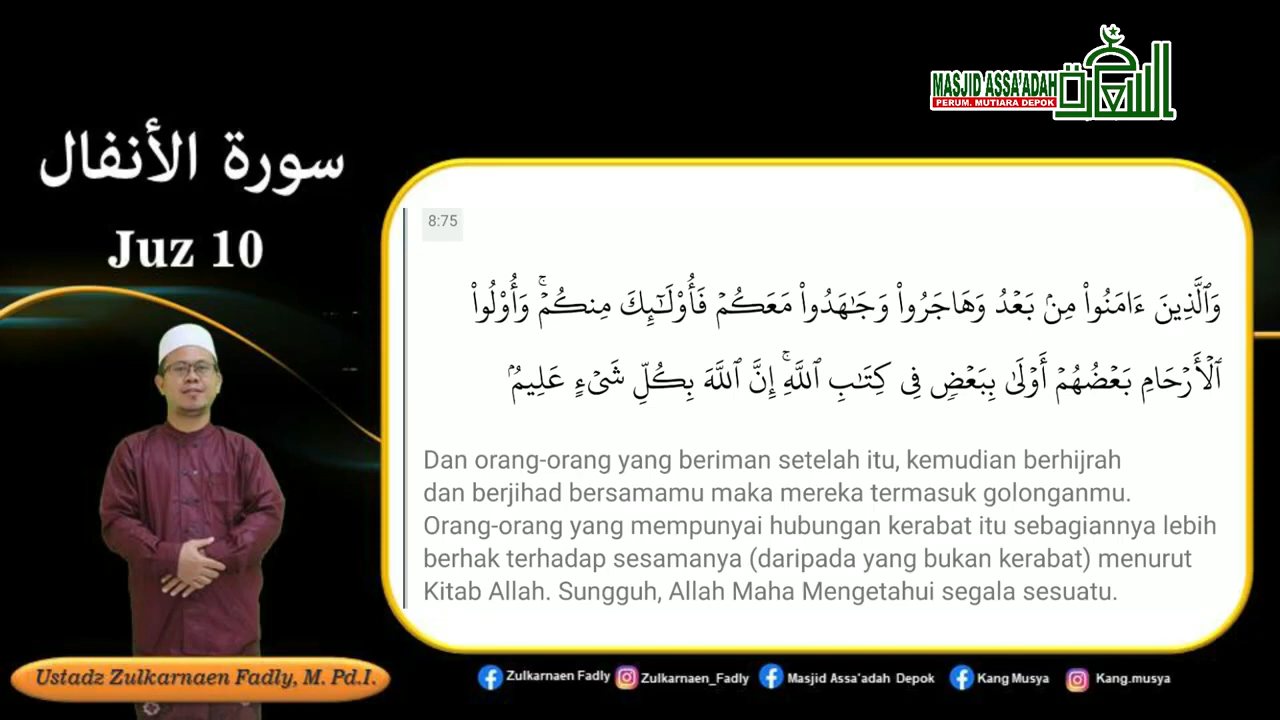 MASJID ASSA'ADAH
PERUM. MUTIARA DEPOK
سورة الأنفال
Juz 10
8:75
وَٱلَّذِينَ ءَامَنُوا۟ مِنۢ بَعْدُ وَهَاجَرُوا۟ وَجَـٰهَدُوا۟ مَعَكُمْ فَأُو۟لَـٰٓئِكَ مِنكُمْ ۚ وَأُو۟لُوا۟
ٱلْأَرْحَامِ بَعْضُهُمْ أَوْلَىٰ بِبَعْضٍ فِى كِتَـٰبِ ٱللَّهِ ۗ إِنَّ ٱللَّهَ بِكُلِّ شَىْءٍ عَلِيمٌۢ
Dan orang-orang yang beriman setelah itu, kemudian berhijrah
dan berjihad bersamamu maka mereka termasuk golonganmu.
Orang-orang yang mempunyai hubungan kerabat itu sebagiannya lebih
berhak terhadap sesamanya (daripada yang bukan kerabat) menurut
Kitab Allah. Sungguh, Allah Maha Mengetahui segala sesuatu.
Ustadz Zulkarnaen Fadly, M. Pd.I.
Zulkarnaen Fadly Zulkarnaen_Fadly Masjid Assa'adah Depok Kang Musya Kang.musya